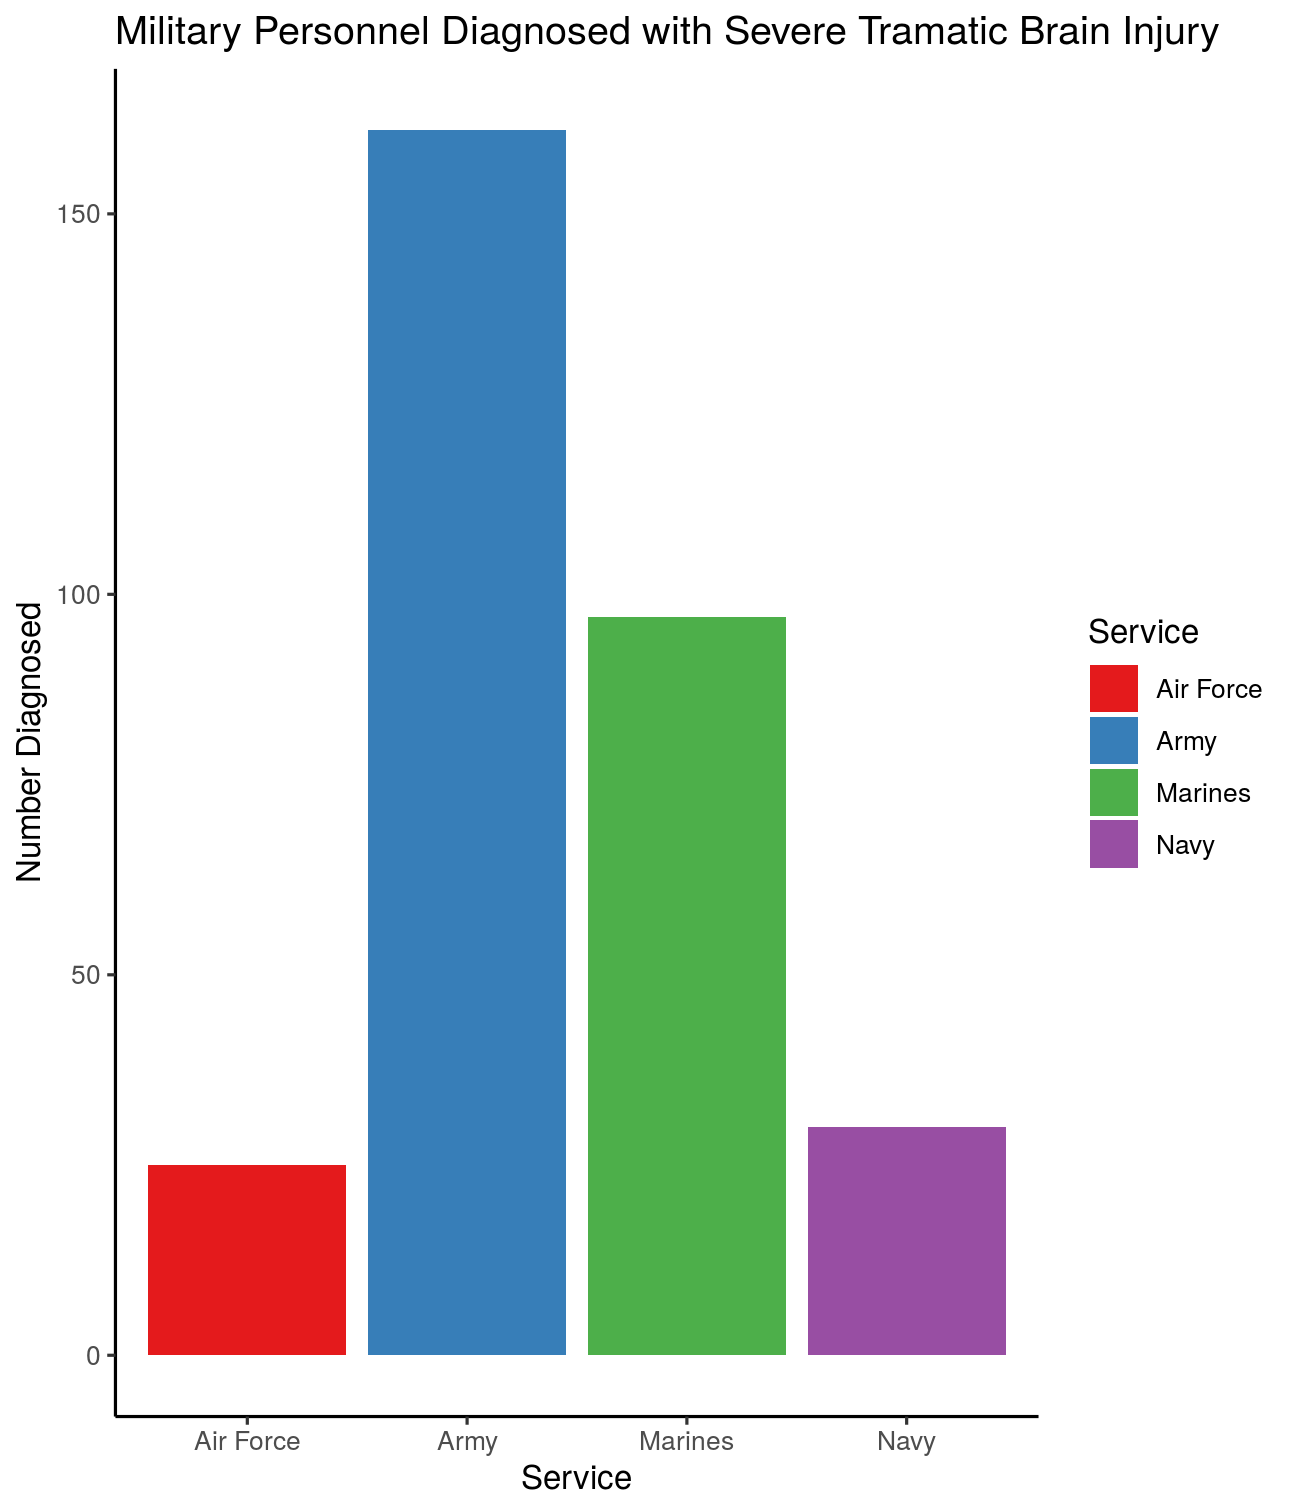 Military Personnel Diagnosed with Severe Tramatic Brain Injury
Number Diagnosed
150
100
50
0
Air Force
Army
Marines
Navy
Service
Service
Air Force
Army
Marines
Navy